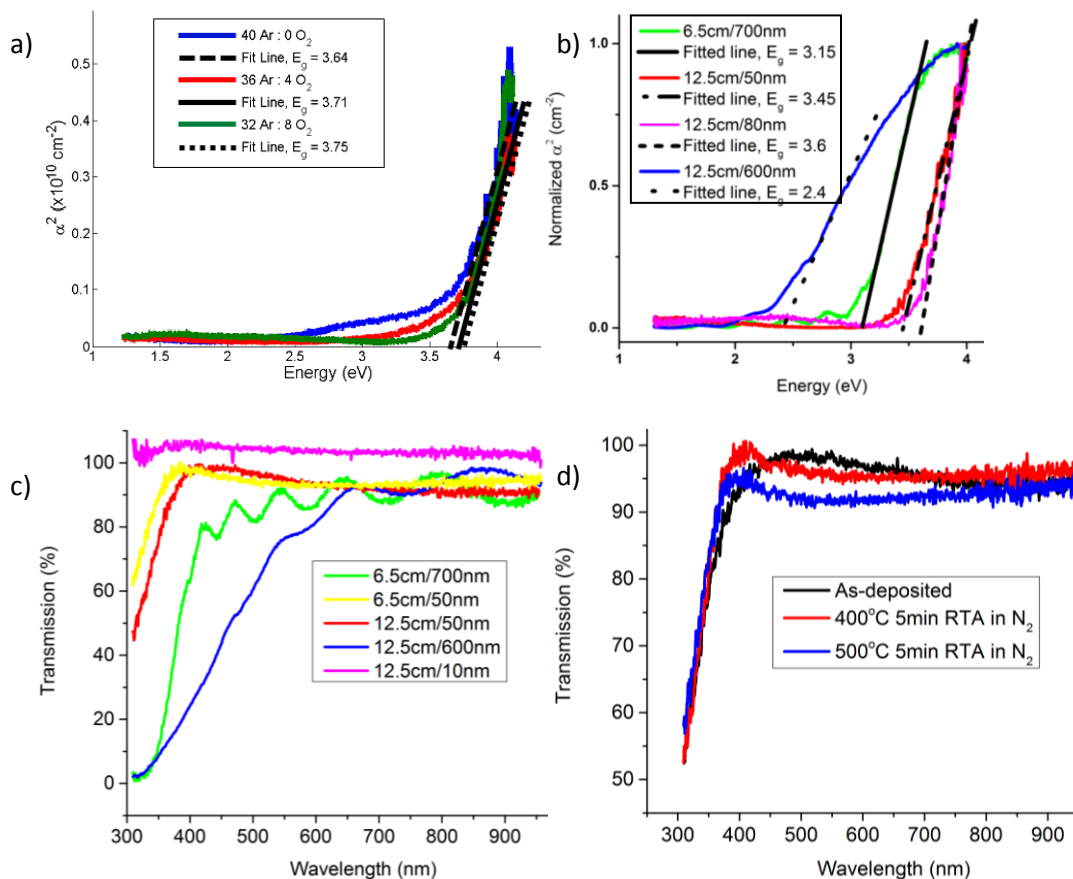 a)
40 Ar : 0 O2
Fit Line, Eg = 3.64
36 Ar : 4 O2
Fit Line, Eg = 3.71
32 Ar : 8 O2
Fit Line, Eg = 3.75
0.5
0.4
0.3
0.2
0.1
0
α² (x10¹⁰ cm⁻²)
1 1.5 2 2.5 3 3.5 4
Energy (eV)
b)
6.5cm/700nm
Fitted line, Eg = 3.15
12.5cm/50nm
Fitted line, Eg = 3.45
12.5cm/80nm
Fitted line, Eg = 3.6
12.5cm/600nm
Fitted line, Eg = 2.4
1.0
0.5
0.0
Normalized α² (cm⁻²)
1 2 3 4
Energy (eV)
c)
120
100
80
60
40
20
0
Transmission (%)
6.5cm/700nm
6.5cm/50nm
12.5cm/50nm
12.5cm/600nm
12.5cm/10nm
300 400 500 600 700 800 900
Wavelength (nm)
d)
100
90
80
70
60
50
Transmission (%)
As-deposited
400°C 5min RTA in N2
500°C 5min RTA in N2
300 400 500 600 700 800 900
Wavelength (nm)